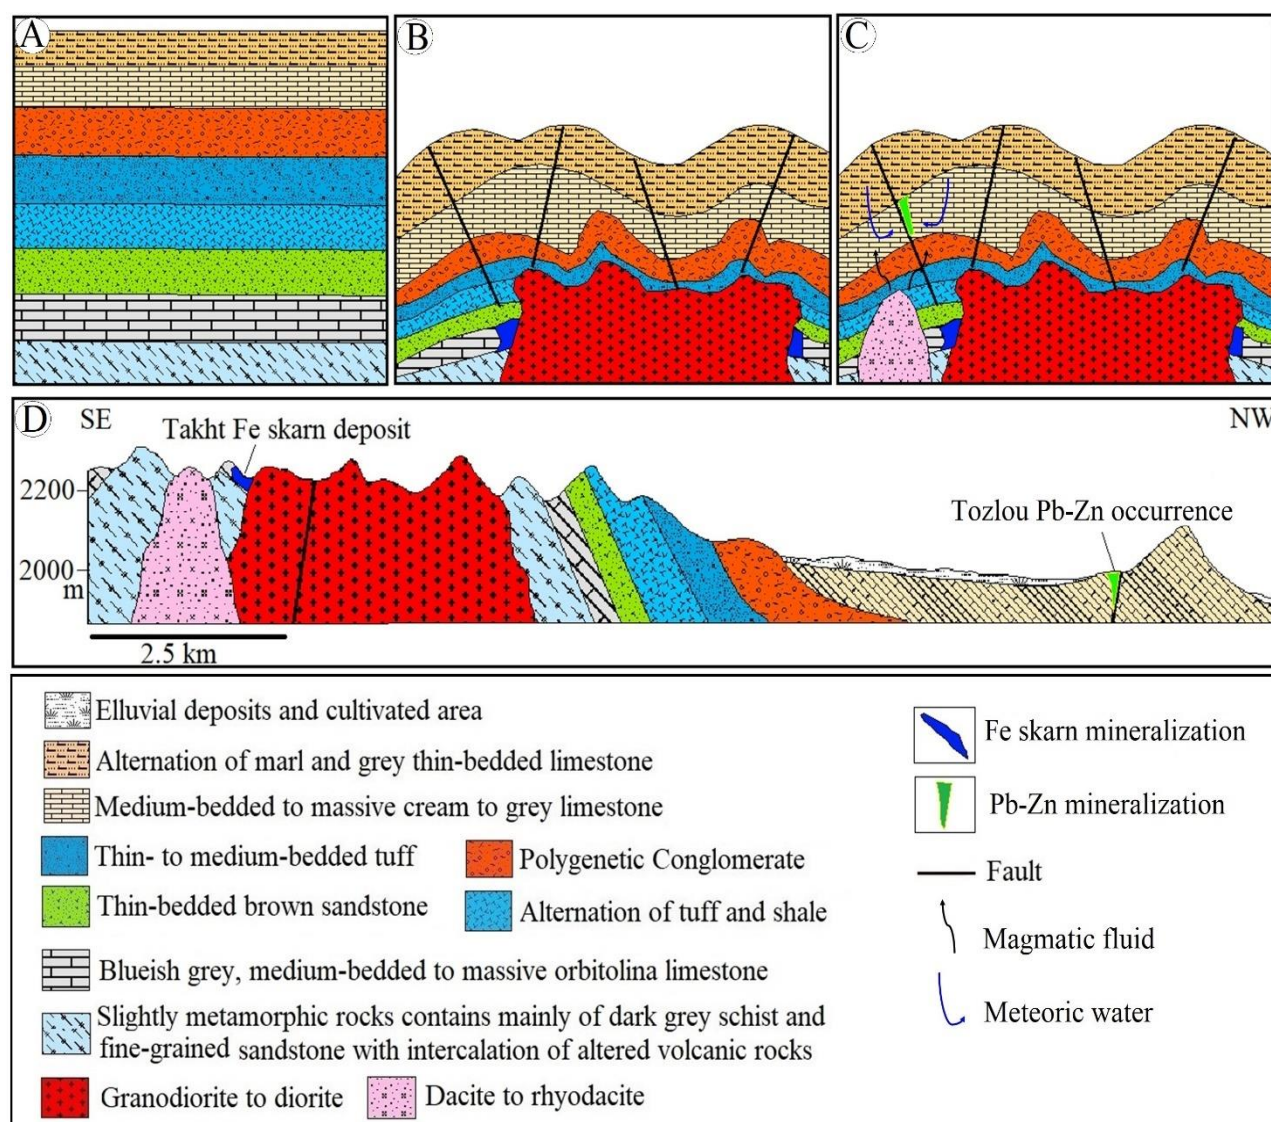 A
B
C
D
SE
NW
Takht Fe skarn deposit
2200
2000
m
Tozlou Pb-Zn occurrence
2.5 km
Elluvial deposits and cultivated area
Alternation of marl and grey thin-bedded limestone
Medium-bedded to massive cream to grey limestone
Thin- to medium-bedded tuff
Polygenetic Conglomerate
Thin-bedded brown sandstone
Alternation of tuff and shale
Blueish grey, medium-bedded to massive orbitolina limestone
Slightly metamorphic rocks contains mainly of dark grey schist and
fine-grained sandstone with intercalation of altered volcanic rocks
Granodiorite to diorite
Dacite to rhyodacite
Fe skarn mineralization
Pb-Zn mineralization
Fault
Magmatic fluid
Meteoric water